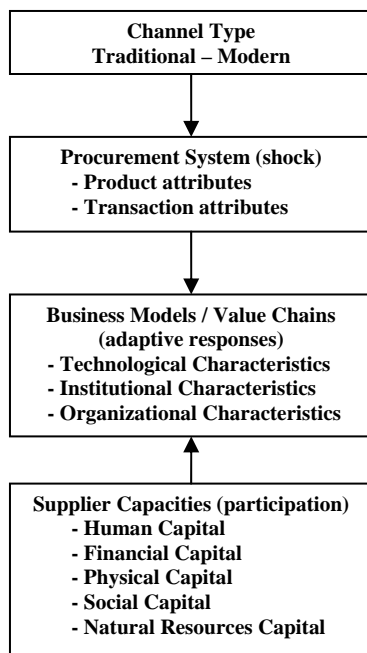 Channel Type
Traditional – Modern
Procurement System (shock)
- Product attributes
- Transaction attributes
Business Models / Value Chains
(adaptive responses)
- Technological Characteristics
- Institutional Characteristics
- Organizational Characteristics
Supplier Capacities (participation)
- Human Capital
- Financial Capital
- Physical Capital
- Social Capital
- Natural Resources Capital